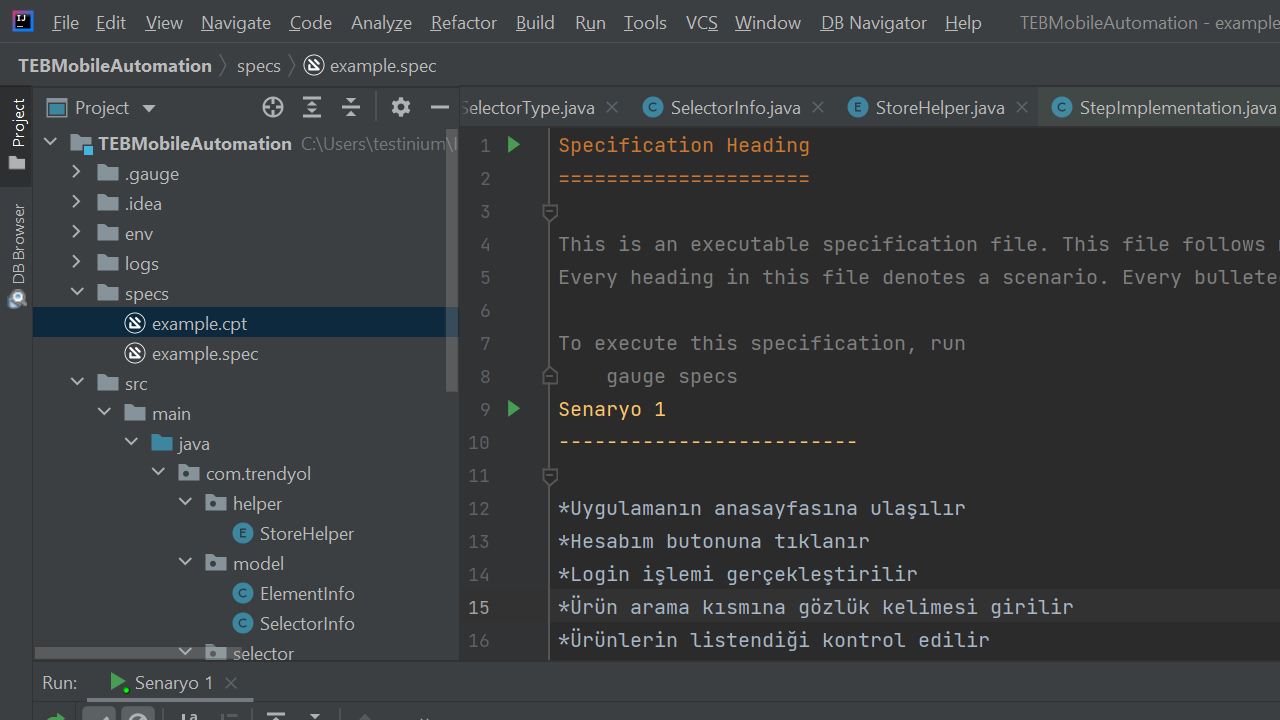 File Edit View Navigate Code Analyze Refactor Build Run Tools VCS Window DB Navigator Help TEBMobileAutomation - example
TEBMobileAutomation specs example.spec
Project
DB Browser
Project
TEBMobileAutomation C:\Users\testinium\
.gauge
.idea
env
logs
specs
example.cpt
example.spec
src
main
java
com.trendyol
helper
StoreHelper
model
ElementInfo
SelectorInfo
selector
SelectorType.java SelectorInfo.java StoreHelper.java StepImplementation.java
1 Specification Heading
2 =====================
3
4 This is an executable specification file. This file follows
5 Every heading in this file denotes a scenario. Every bullete
6
7 To execute this specification, run
8 gauge specs
9 Senaryo 1
10 -------------------------
11
12 *Uygulamanın anasayfasına ulaşılır
13 *Hesabım butonuna tıklanır
14 *Login işlemi gerçekleştirilir
15 *Ürün arama kısmına gözlük kelimesi girilir
16 *Ürünlerin listendiği kontrol edilir
Run: Senaryo 1